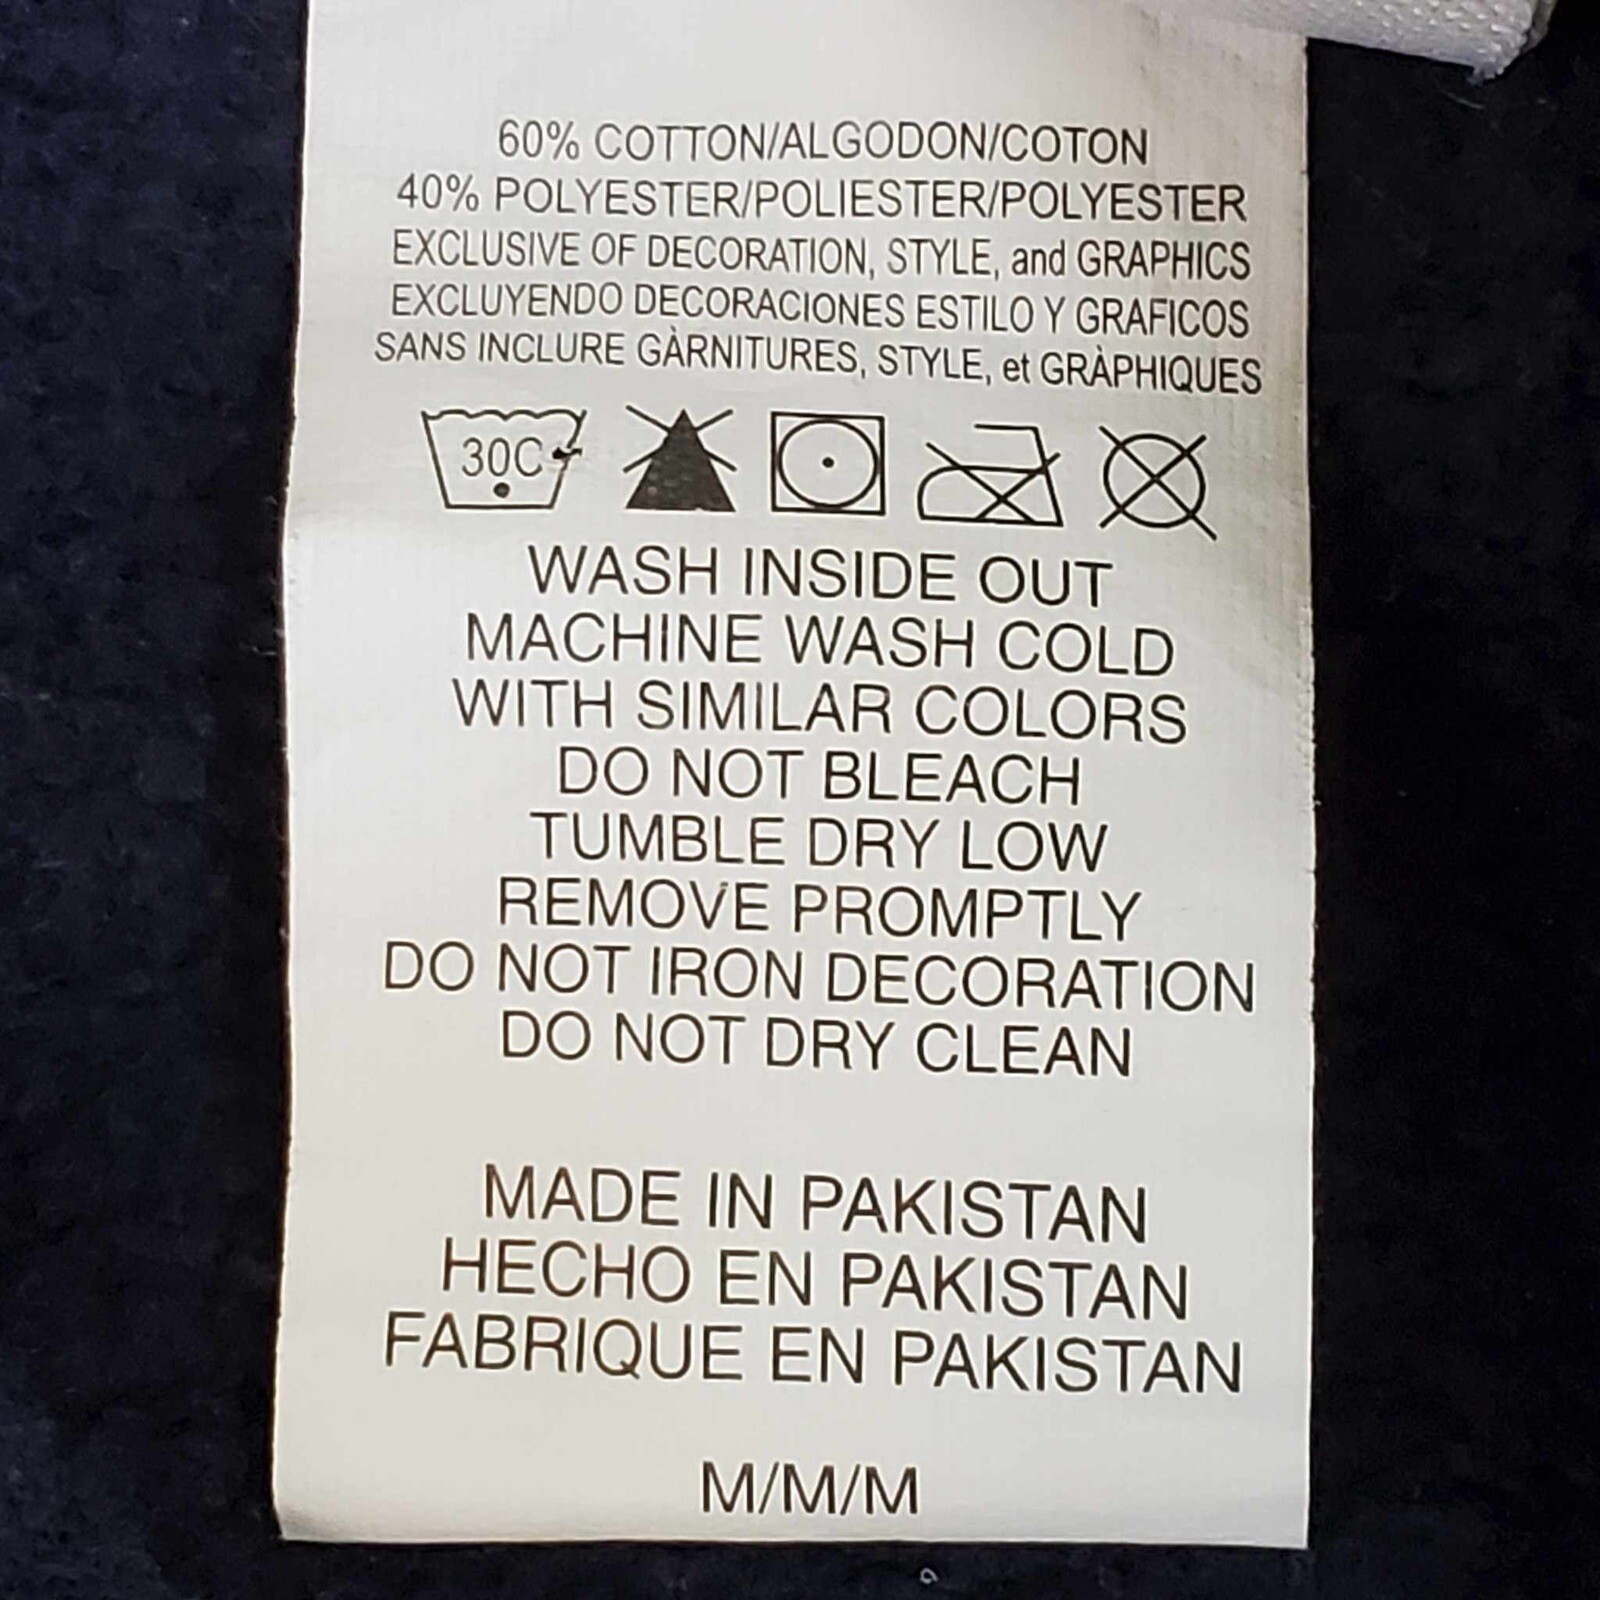 60% COTTON/ALGODON/COTON
40% POLYESTER/POLIESTER/POLYESTER
EXCLUSIVE OF DECORATION, STYLE, and GRAPHICS
EXCLUYENDO DECORACIONES ESTILO Y GRAFICOS
SANS INCLURE GÀRNITURES, STYLE, et GRÀPHIQUES
30C
WASH INSIDE OUT
MACHINE WASH COLD
WITH SIMILAR COLORS
DO NOT BLEACH
TUMBLE DRY LOW
REMOVE PROMPTLY
DO NOT IRON DECORATION
DO NOT DRY CLEAN
MADE IN PAKISTAN
HECHO EN PAKISTAN
FABRIQUE EN PAKISTAN
M/M/M